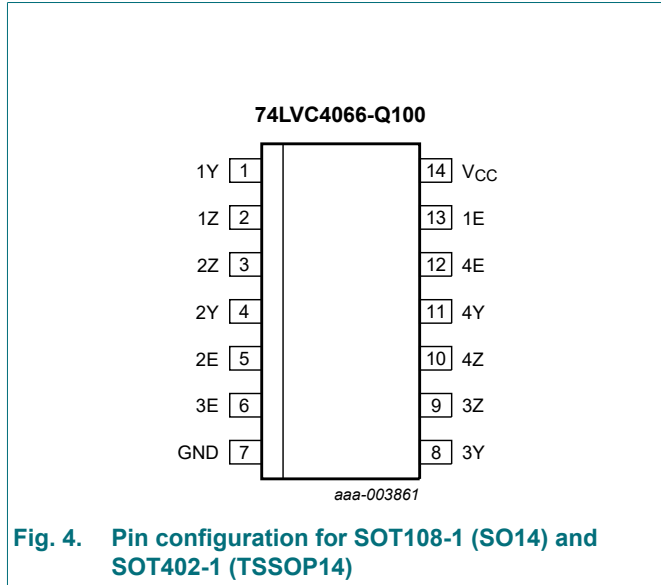 74LVC4066-Q100
1Y 1 14 VCC
1Z 2 13 1E
2Z 3 12 4E
2Y 4 11 4Y
2E 5 10 4Z
3E 6 9 3Z
GND 7 8 3Y
aaa-003861
Fig. 4. Pin configuration for SOT108-1 (SO14) and
SOT402-1 (TSSOP14)